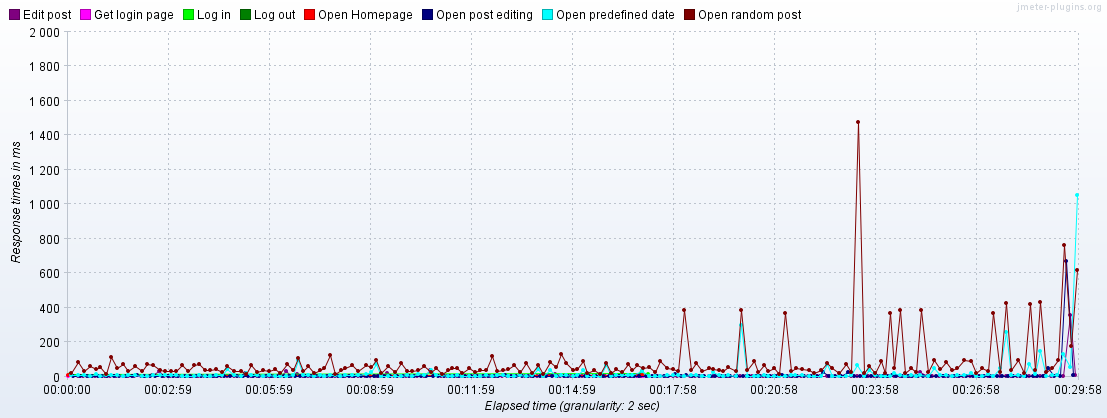 jmeter-plugins.org
Edit post Get login page Log in Log out Open Homepage Open post editing Open predefined date Open random post
2 000
1 800
1 600
1 400
1 200
1 000
800
600
400
200
00
Response times in ms
00:00:00 00:02:59 00:05:59 00:08:59 00:11:59 00:14:59 00:17:58 00:20:58 00:23:58 00:26:58 00:29:58
Elapsed time (granularity: 2 sec)